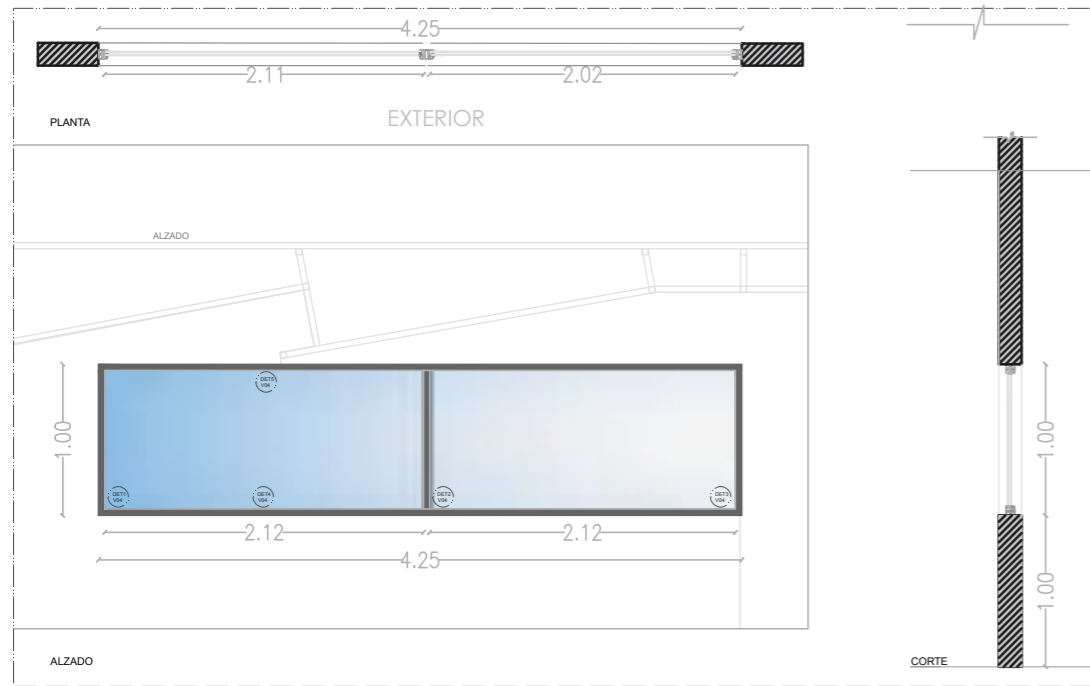 4.25
2.11
2.02
PLANTA
EXTERIOR
ALZADO
1.00
DET5
V04
DET1
V04
DET4
V04
DET2
V04
DET3
V04
2.12
2.12
4.25
ALZADO
1.00
1.00
CORTE